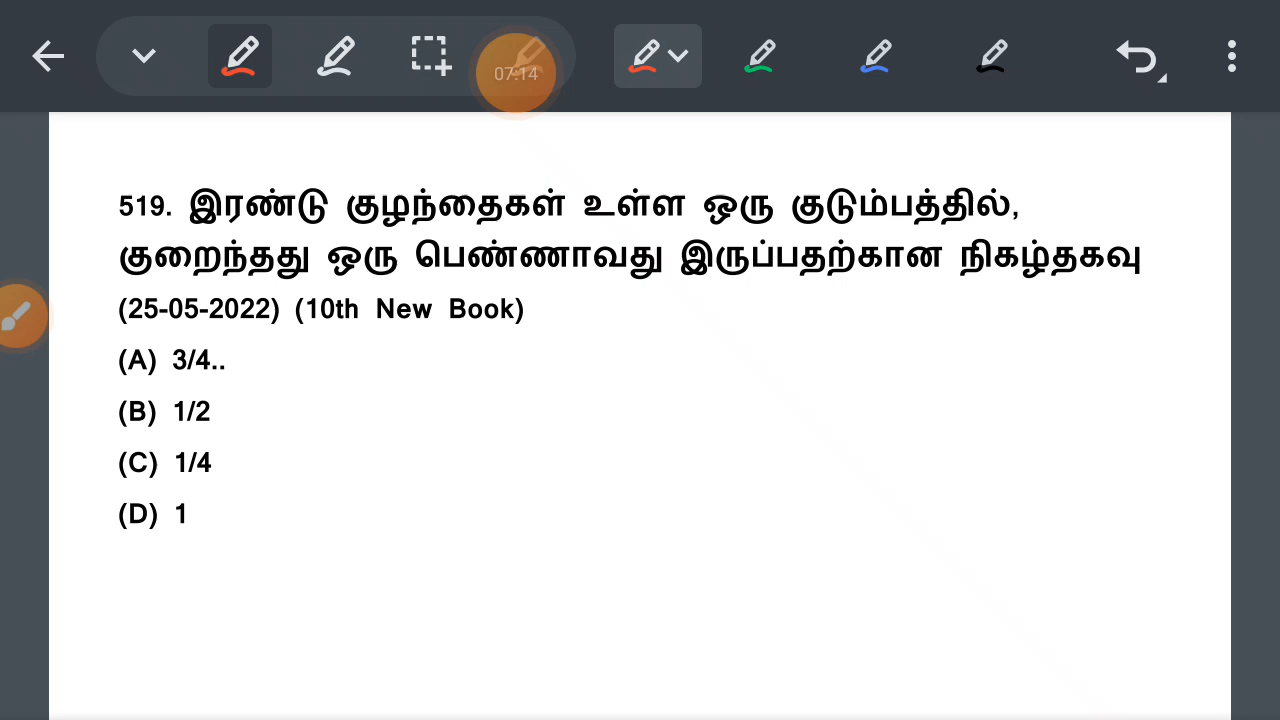 07:14
519. இரண்டு குழந்தைகள் உள்ள ஒரு குடும்பத்தில்,
குறைந்தது ஒரு பெண்ணாவது இருப்பதற்கான நிகழ்தகவு
(25-05-2022) (10th New Book)
(A) 3/4..
(B) 1/2
(C) 1/4
(D) 1